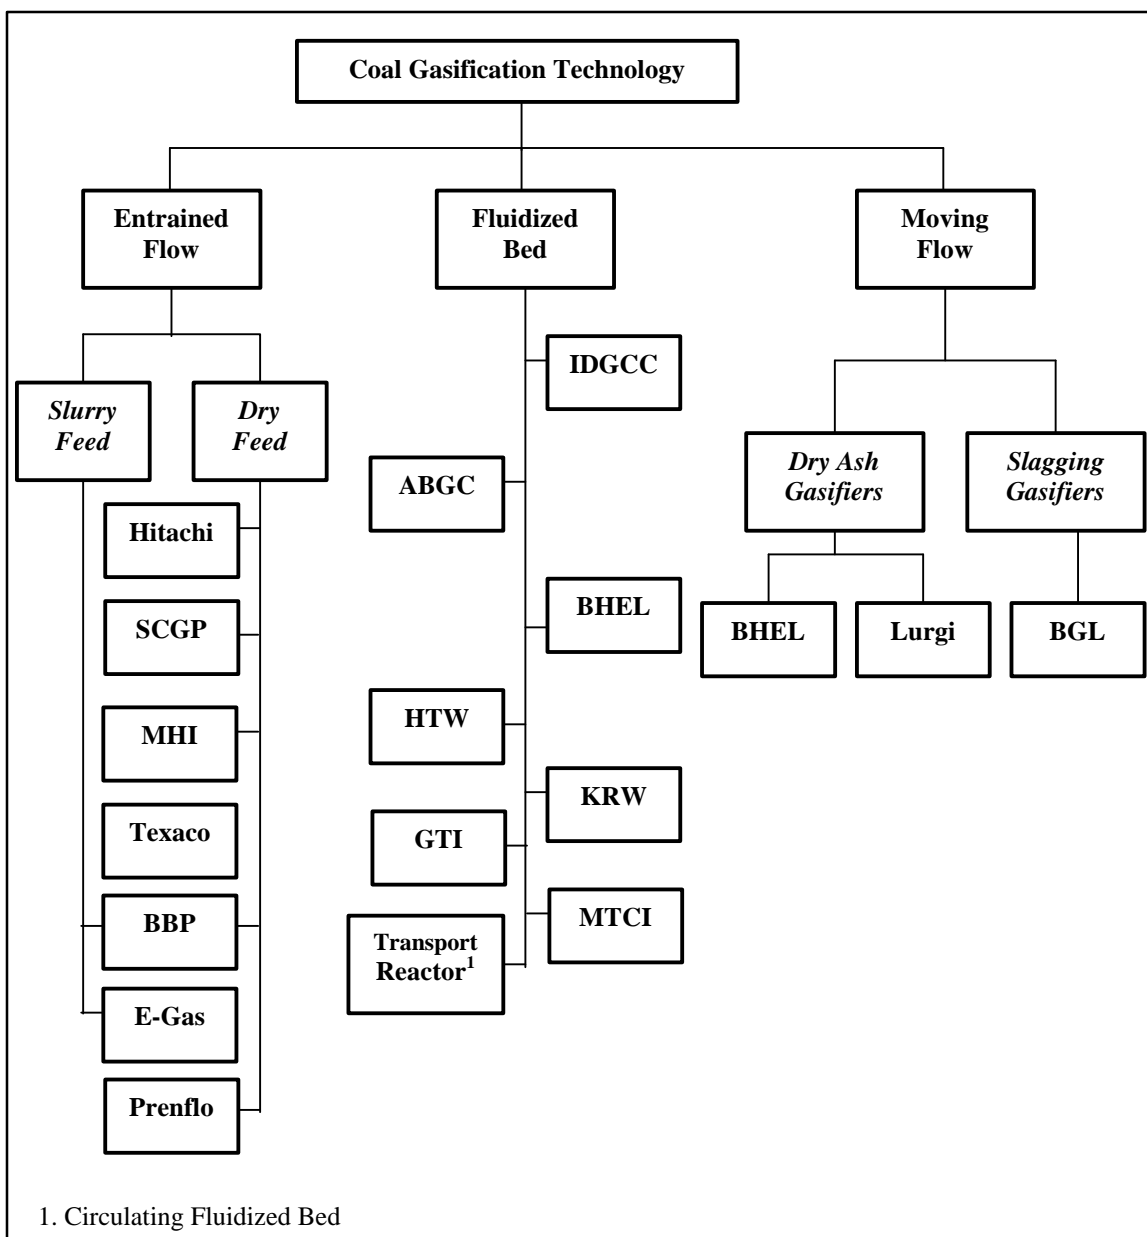 Coal Gasification Technology
Entrained
Flow
Fluidized
Bed
Moving
Flow
Slurry
Feed
Dry
Feed
Hitachi
SCGP
MHI
Texaco
BBP
E-Gas
Prenflo
IDGCC
ABGC
BHEL
HTW
KRW
GTI
MTCI
Transport
Reactor¹
Dry Ash
Gasifiers
Slagging
Gasifiers
BHEL
Lurgi
BGL
1. Circulating Fluidized Bed